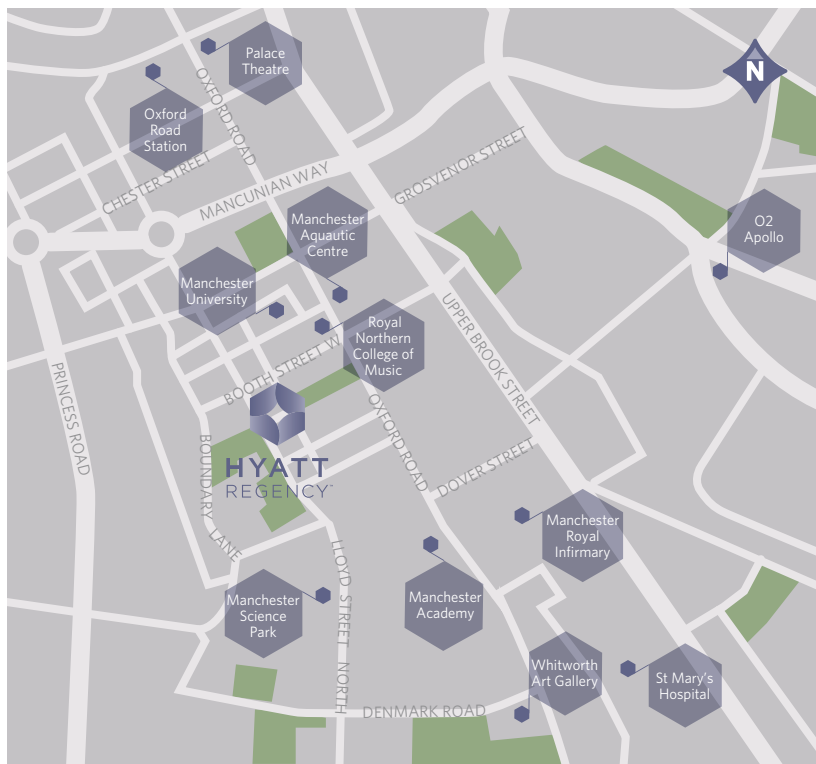 Palace
Theatre
N
Oxford
Road
Station
OXFORD ROAD
CHESTER STREET
MANCUNIAN WAY
GROSVENOR STREET
Manchester
Aquautic
Centre
O2
Apollo
Manchester
University
Royal
Northern
College of
Music
UPPER BROOK STREET
BOOTH STREET W
PRINCESS ROAD
OXFORD ROAD
HYATT
REGENCY™
BOUNDARY LANE
DOVER STREET
Manchester
Royal
Infirmary
LLOYD STREET NORTH
Manchester
Science
Park
Manchester
Academy
Whitworth
Art Gallery
St Mary's
Hospital
DENMARK ROAD